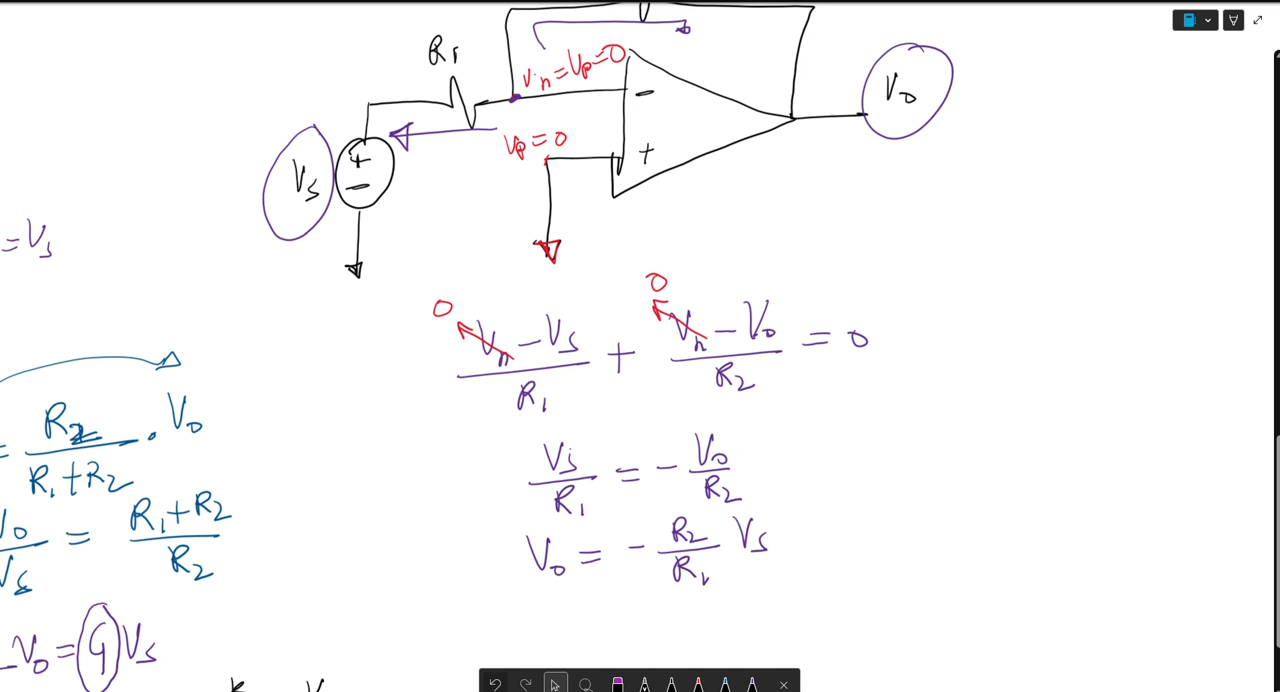 R₁
Vn = Vp = 0
-
Vo
Vp = 0
+
Vs
+
-
= Vs
0 0
(Vn - Vs)/R₁ + (Vn - Vo)/R₂ = 0
= R₂/(R₁+R₂) · Vo
Vs/R₁ = - Vo/R₂
Vo/Vs = (R₁+R₂)/R₂
Vo = - R₂/R₁ Vs
Vo = G Vs